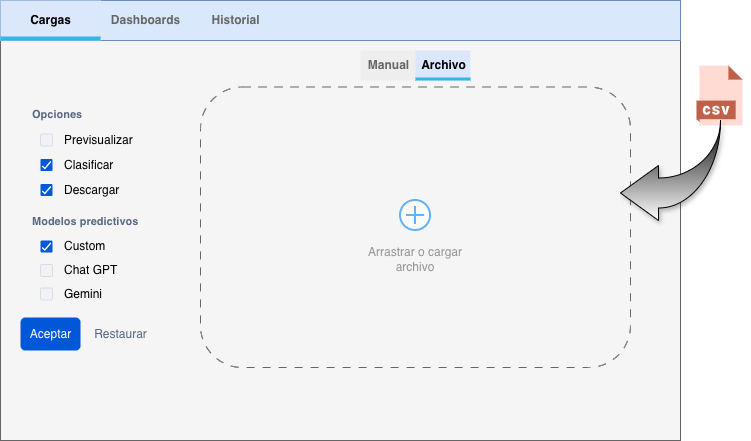 Cargas
Dashboards
Historial
Manual
Archivo
CSV
Opciones
Previsualizar
Clasificar
Descargar
Modelos predictivos
Custom
Chat GPT
Gemini
Aceptar
Restaurar
Arrastrar o cargar
archivo